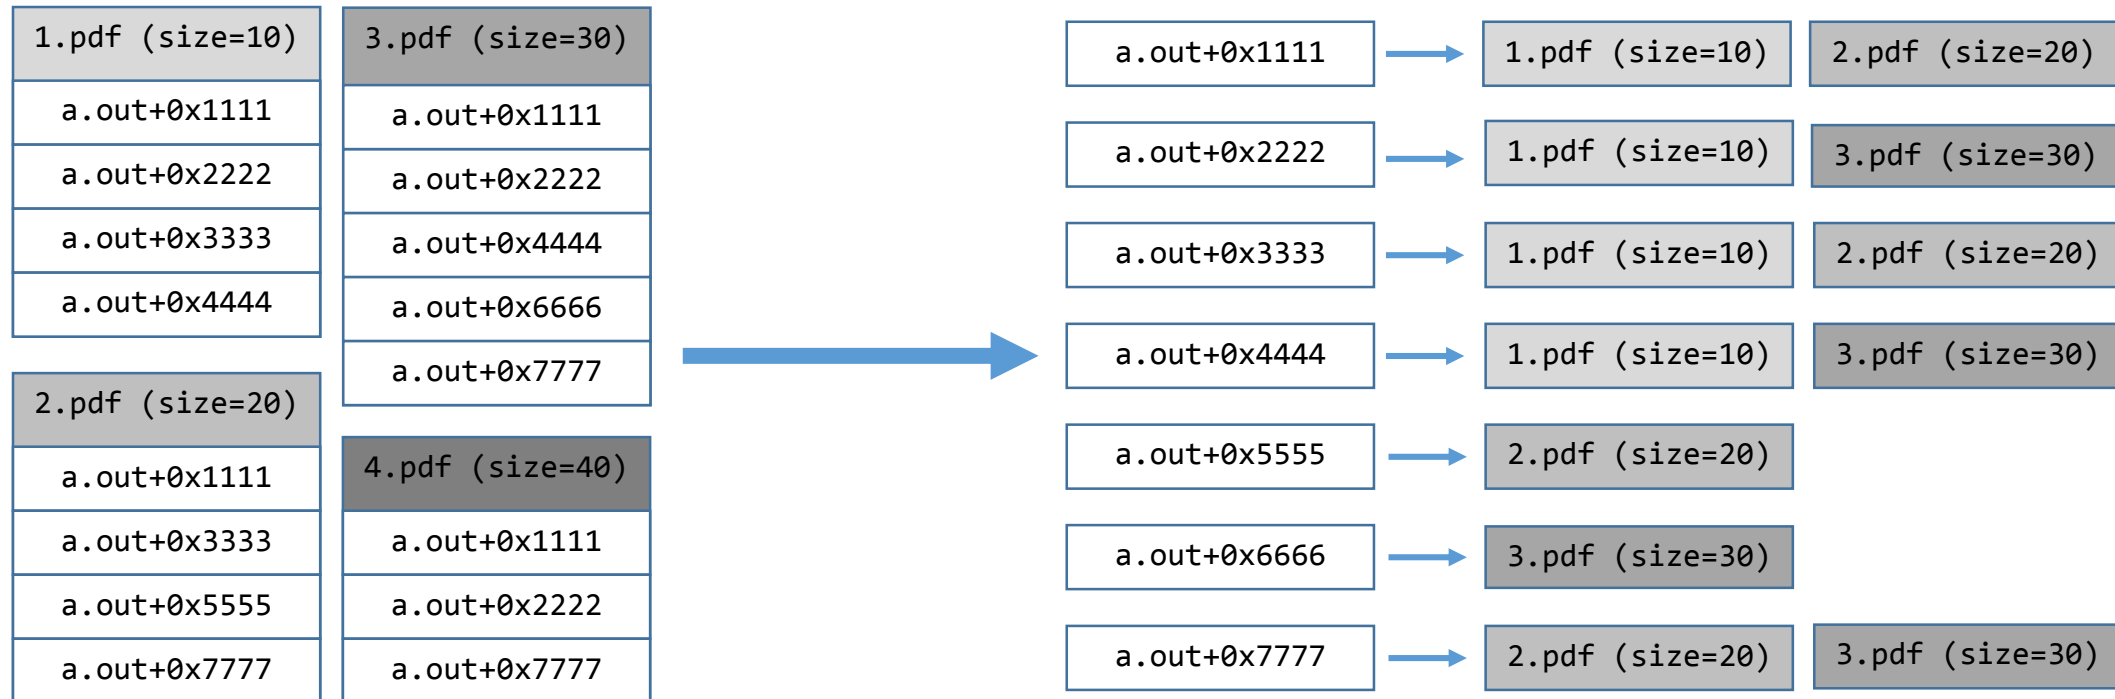 1.pdf (size=10)
a.out+0x1111
a.out+0x2222
a.out+0x3333
a.out+0x4444
2.pdf (size=20)
a.out+0x1111
a.out+0x3333
a.out+0x5555
a.out+0x7777
3.pdf (size=30)
a.out+0x1111
a.out+0x2222
a.out+0x4444
a.out+0x6666
a.out+0x7777
4.pdf (size=40)
a.out+0x1111
a.out+0x2222
a.out+0x7777
a.out+0x1111 1.pdf (size=10) 2.pdf (size=20)
a.out+0x2222 1.pdf (size=10) 3.pdf (size=30)
a.out+0x3333 1.pdf (size=10) 2.pdf (size=20)
a.out+0x4444 1.pdf (size=10) 3.pdf (size=30)
a.out+0x5555 2.pdf (size=20)
a.out+0x6666 3.pdf (size=30)
a.out+0x7777 2.pdf (size=20) 3.pdf (size=30)